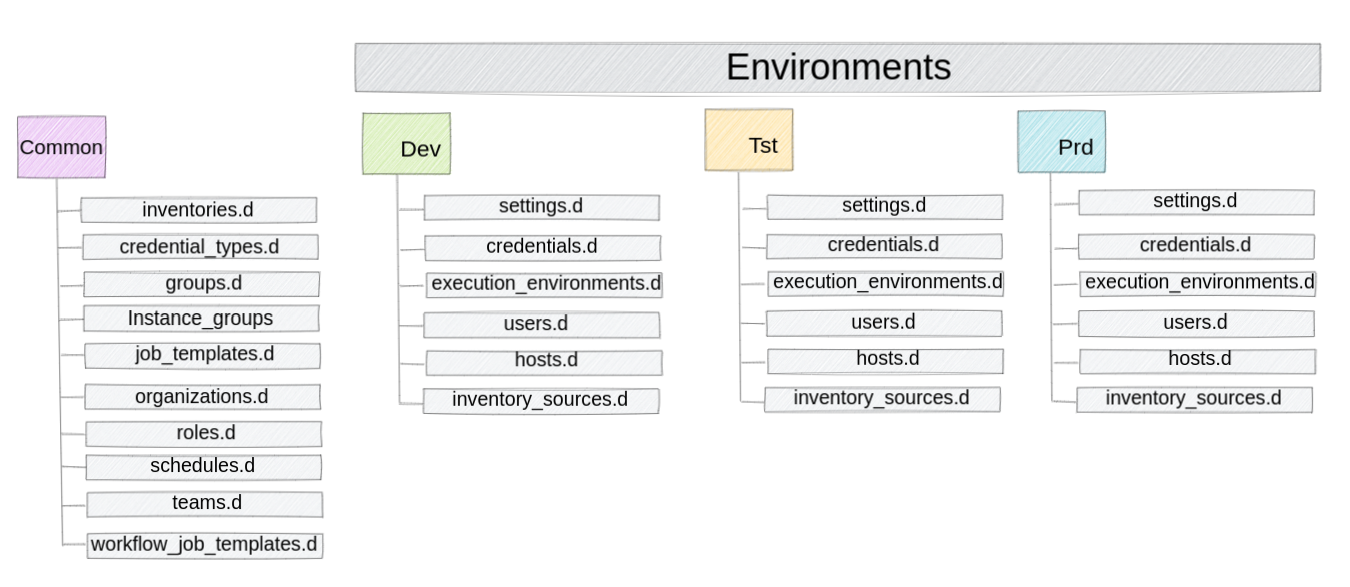 Environments
Common
inventories.d
credential_types.d
groups.d
Instance_groups
job_templates.d
organizations.d
roles.d
schedules.d
teams.d
workflow_job_templates.d
Dev
settings.d
credentials.d
execution_environments.d
users.d
hosts.d
inventory_sources.d
Tst
settings.d
credentials.d
execution_environments.d
users.d
hosts.d
inventory_sources.d
Prd
settings.d
credentials.d
execution_environments.d
users.d
hosts.d
inventory_sources.d